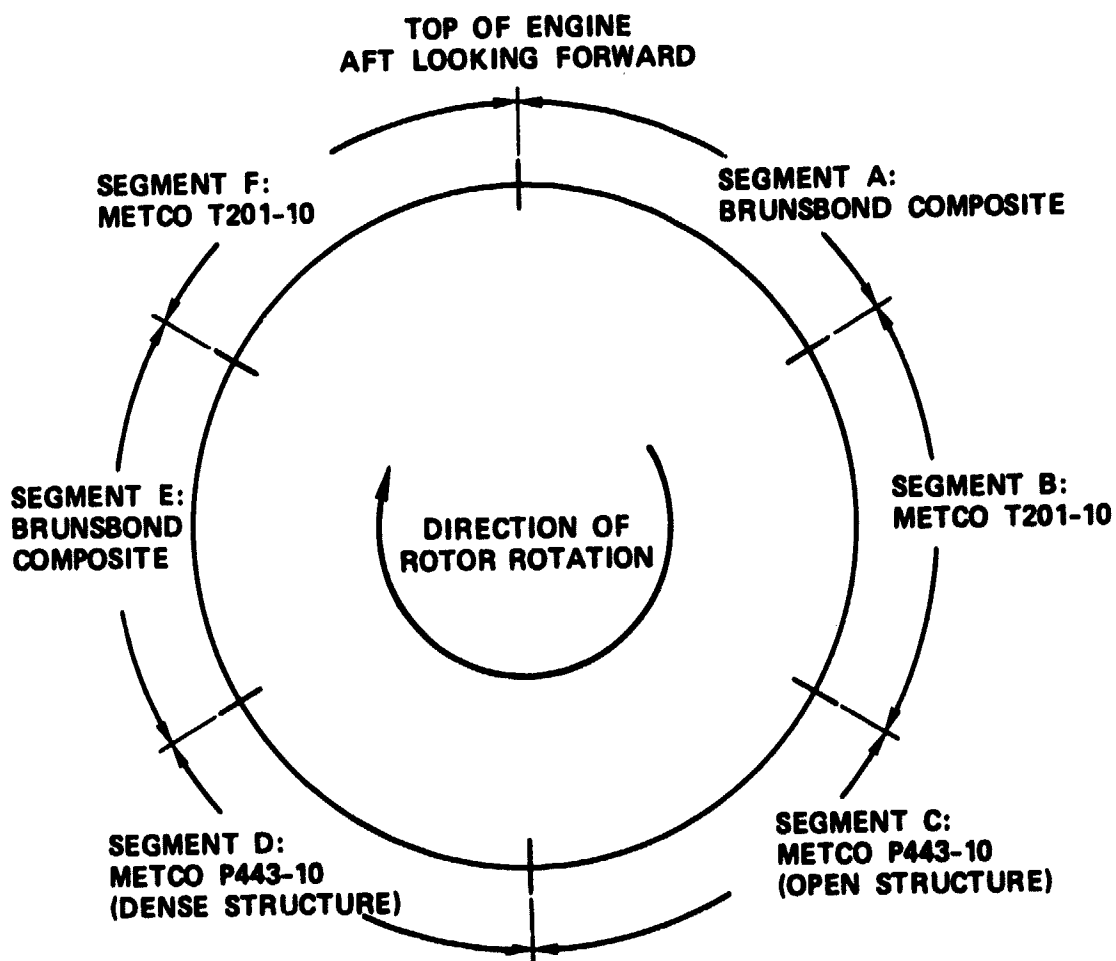 TOP OF ENGINE
AFT LOOKING FORWARD
SEGMENT F:
METCO T201-10
SEGMENT A:
BRUNSBOND COMPOSITE
SEGMENT E:
BRUNSBOND
COMPOSITE
DIRECTION OF
ROTOR ROTATION
SEGMENT B:
METCO T201-10
SEGMENT D:
METCO P443-10
(DENSE STRUCTURE)
SEGMENT C:
METCO P443-10
(OPEN STRUCTURE)